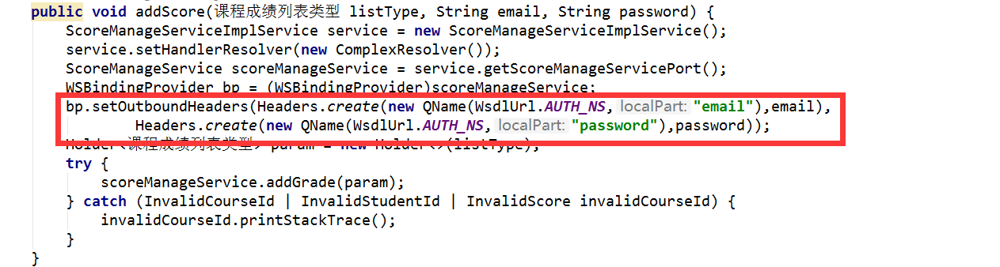 public void addScore(课程成绩列表类型 listType, String email, String password) {
ScoreManageServiceImplService service = new ScoreManageServiceImplService();
service.setHandlerResolver(new ComplexResolver());
ScoreManageService scoreManageService = service.getScoreManageServicePort();
WSBindingProvider bp = (WSBindingProvider)scoreManageService;
bp.setOutboundHeaders(Headers.create(new QName(WsdlUrl.AUTH_NS, localPart: "email"),email),
Headers.create(new QName(WsdlUrl.AUTH_NS, localPart: "password"),password));
Holder<课程成绩列表类型> param = new Holder<>(listType);
try {
scoreManageService.addGrade(param);
} catch (InvalidCourseId | InvalidStudentId | InvalidScore invalidCourseId) {
invalidCourseId.printStackTrace();
}
}